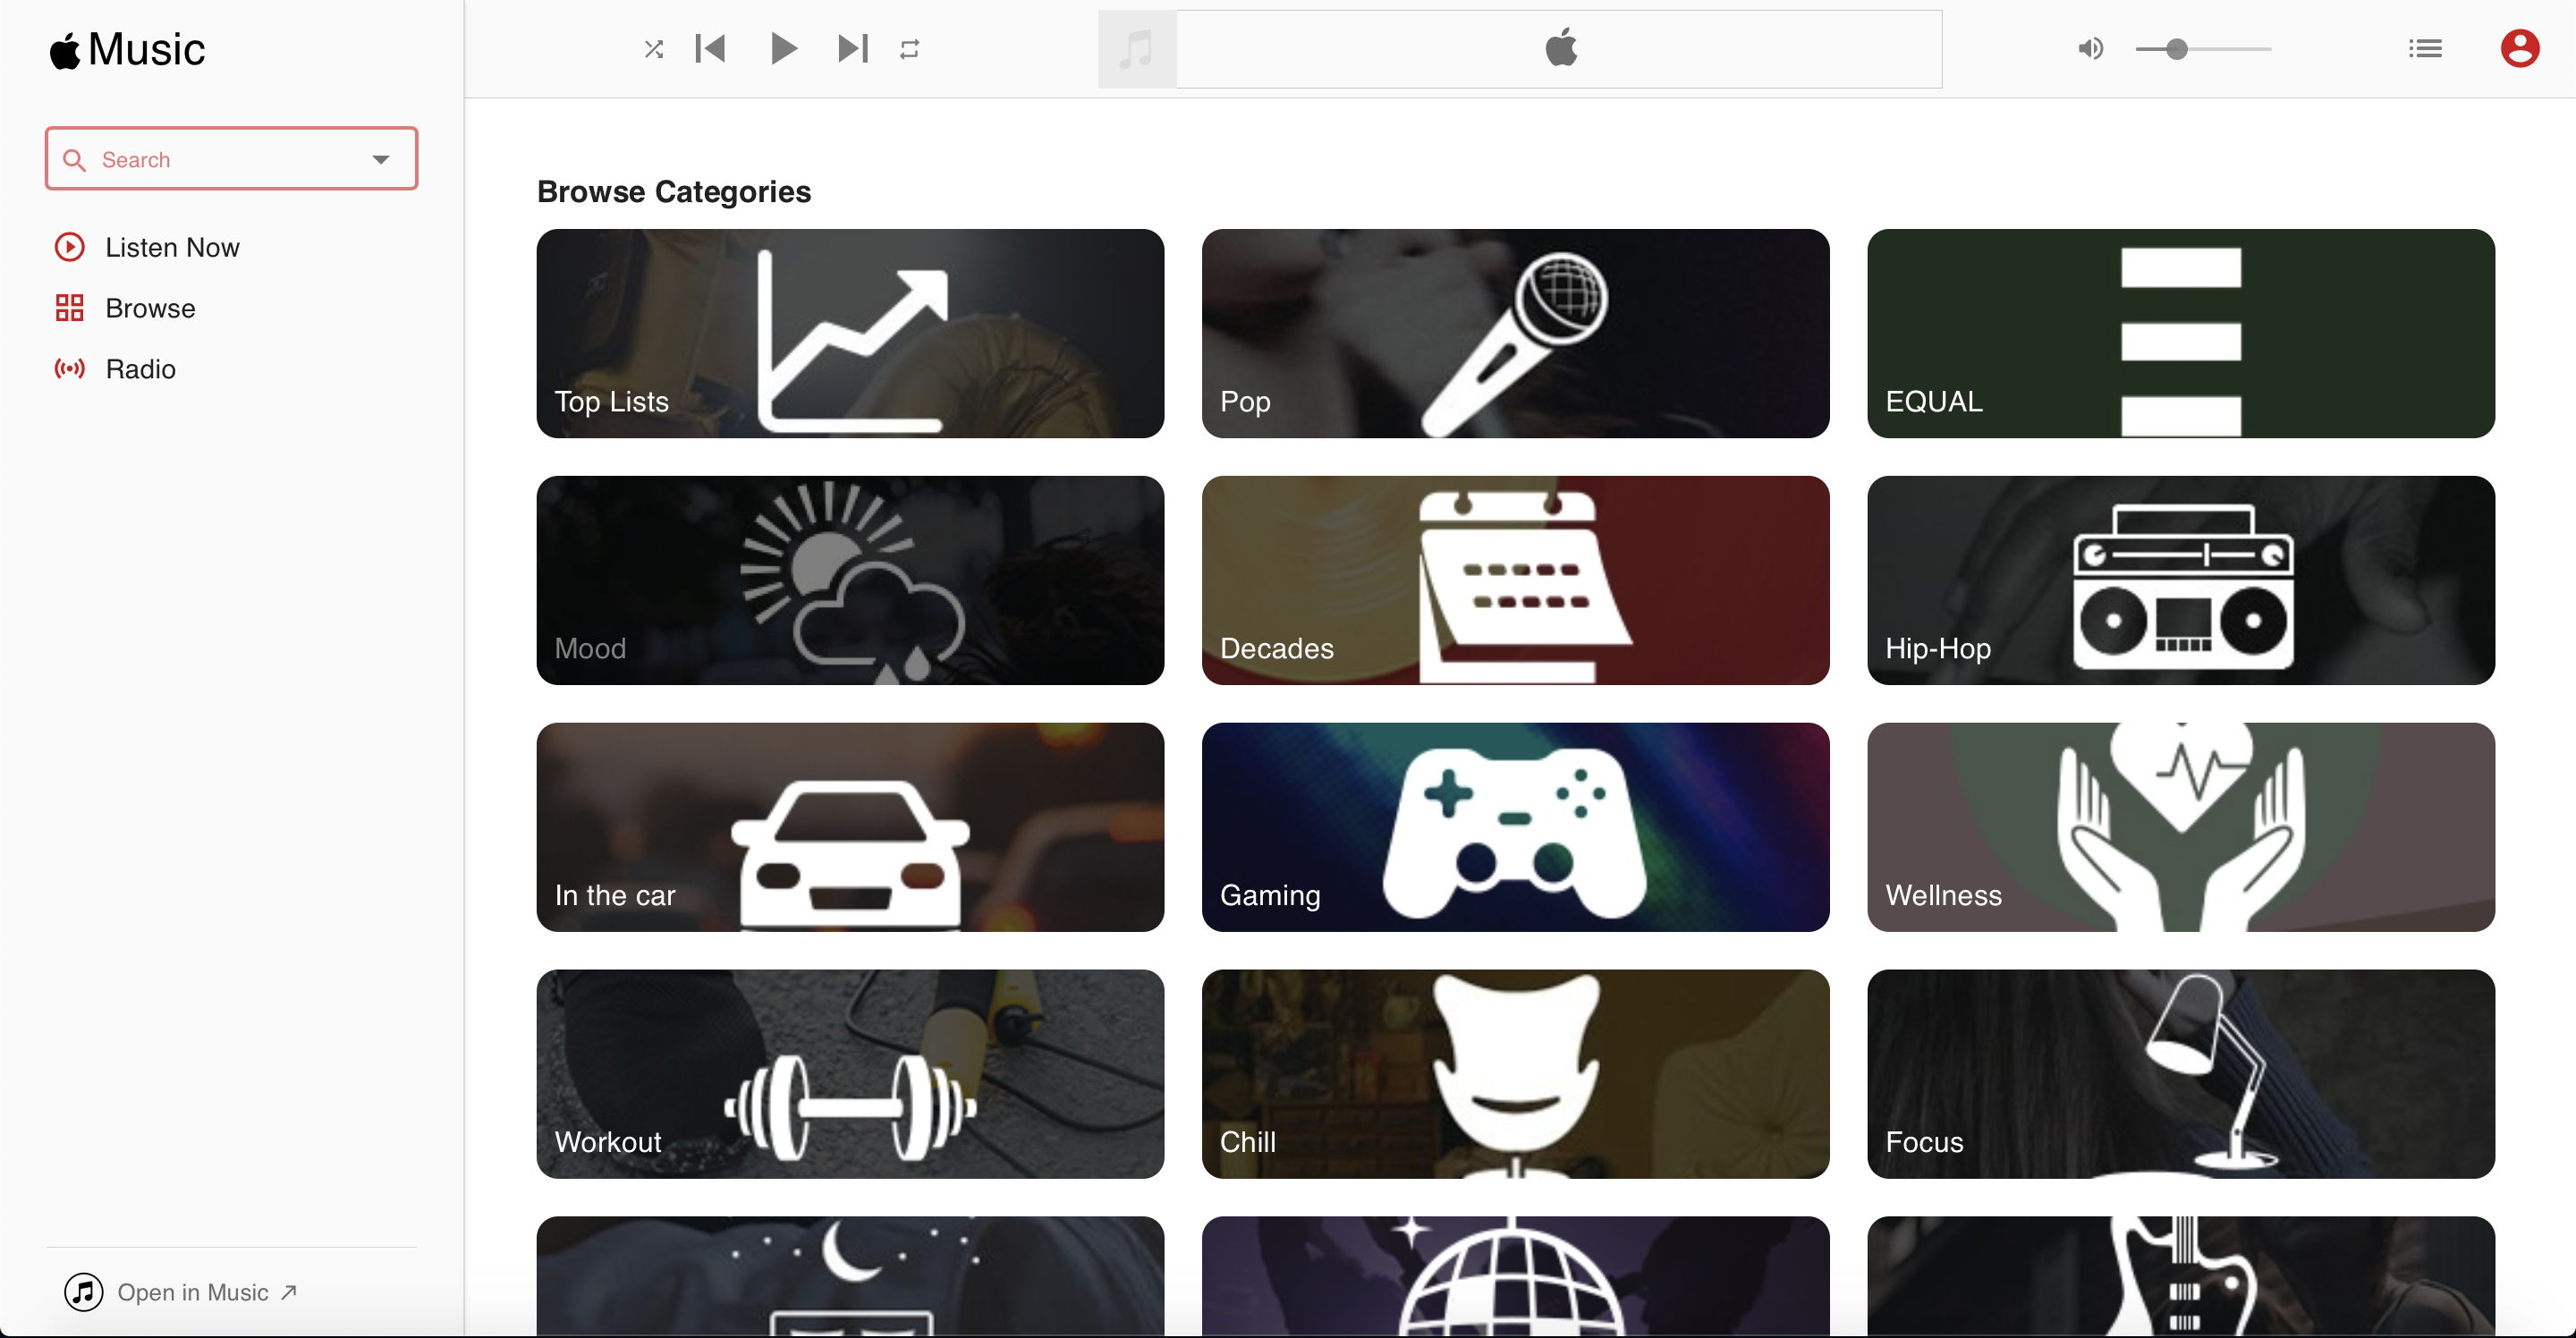 Music
Search
Listen Now
Browse
Radio
Open in Music ↗
Browse Categories
Top Lists
Pop
EQUAL
Mood
Decades
Hip-Hop
In the car
Gaming
Wellness
Workout
Chill
Focus